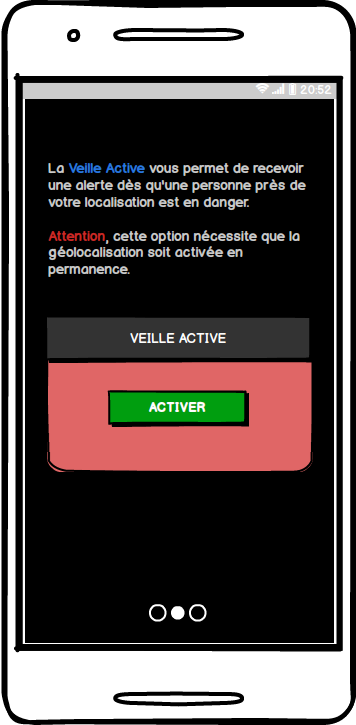 20:52
La Veille Active vous permet de recevoir
une alerte dès qu'une personne près de
votre localisation est en danger.
Attention, cette option nécessite que la
géolocalisation soit activée en
permanence.
VEILLE ACTIVE
ACTIVER